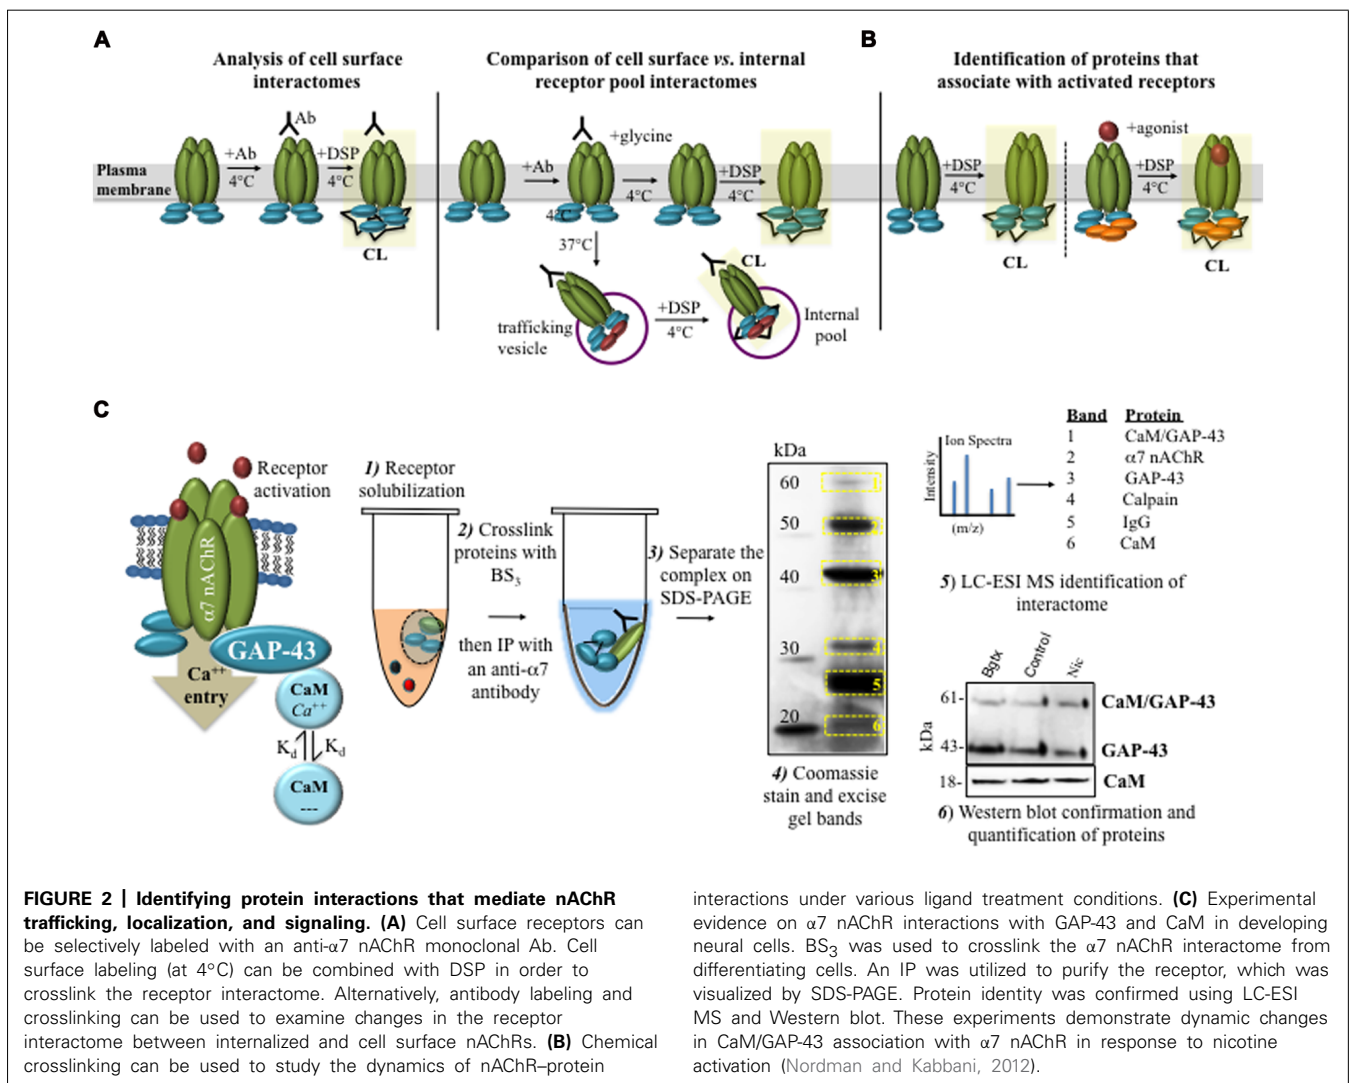 A
Analysis of cell surface
interactomes
Ab
+Ab
4°C
+DSP
4°C
Plasma
membrane
CL
Comparison of cell surface vs. internal
receptor pool interactomes
+Ab
4°C
+glycine
4°C
+DSP
4°C
37°C
CL
trafficking
vesicle
+DSP
4°C
Internal
pool
B
Identification of proteins that
associate with activated receptors
+DSP
4°C
CL
+agonist
+DSP
4°C
CL
C
Receptor
activation
α7 nAChR
GAP-43
Ca++
entry
CaM
Ca++
Kd
Kd
CaM
---
1) Receptor
solubilization
2) Crosslink
proteins with
BS3
then IP with
an anti-α7
antibody
3) Separate the
complex on
SDS-PAGE
kDa
60
50
40
30
20
1
2
3
4
5
6
4) Coomassie
stain and excise
gel bands
Ion Spectra
Intensity
(m/z)
Band Protein
1 CaM/GAP-43
2 α7 nAChR
3 GAP-43
4 Calpain
5 IgG
6 CaM
5) LC-ESI MS identification of
interactome
Bgtx
Control
Nic
kDa
61-
43-
18-
CaM/GAP-43
GAP-43
CaM
6) Western blot confirmation and
quantification of proteins
FIGURE 2 | Identifying protein interactions that mediate nAChR
trafficking, localization, and signaling. (A) Cell surface receptors can
be selectively labeled with an anti-α7 nAChR monoclonal Ab. Cell
surface labeling (at 4°C) can be combined with DSP in order to
crosslink the receptor interactome. Alternatively, antibody labeling and
crosslinking can be used to examine changes in the receptor
interactome between internalized and cell surface nAChRs. (B) Chemical
crosslinking can be used to study the dynamics of nAChR–protein
interactions under various ligand treatment conditions. (C) Experimental
evidence on α7 nAChR interactions with GAP-43 and CaM in developing
neural cells. BS3 was used to crosslink the α7 nAChR interactome from
differentiating cells. An IP was utilized to purify the receptor, which was
visualized by SDS-PAGE. Protein identity was confirmed using LC-ESI
MS and Western blot. These experiments demonstrate dynamic changes
in CaM/GAP-43 association with α7 nAChR in response to nicotine
activation (Nordman and Kabbani, 2012).